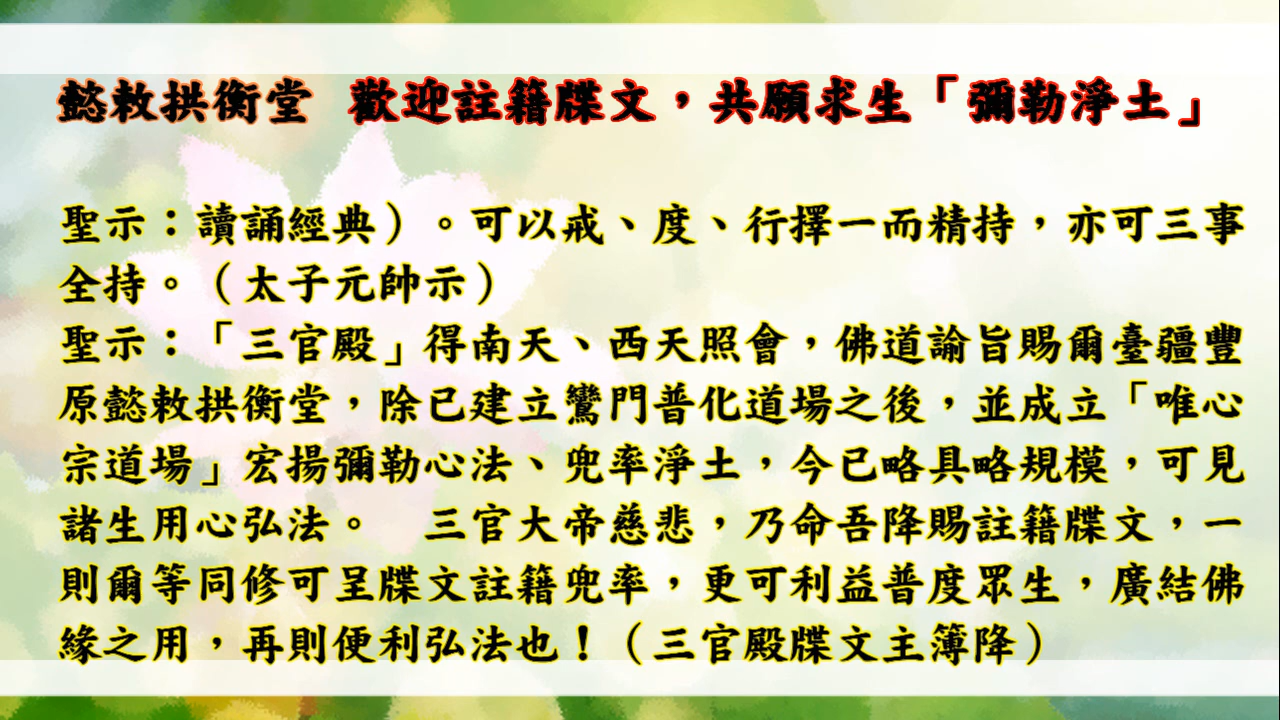 懿敕拱衡堂 歡迎註籍牒文，共願求生「彌勒淨土」
聖示：讀誦經典）。可以戒、度、行擇一而精持，亦可三事
全持。（太子元帥示）
聖示：「三官殿」得南天、西天照會，佛道諭旨賜爾臺疆豐
原懿敕拱衡堂，除已建立鸞門普化道場之後，並成立「唯心
宗道場」宏揚彌勒心法、兜率淨土，今已略具略規模，可見
諸生用心弘法。 三官大帝慈悲，乃命吾降賜註籍牒文，一
則爾等同修可呈牒文註籍兜率，更可利益普度眾生，廣結佛
緣之用，再則便利弘法也！（三官殿牒文主簿降）